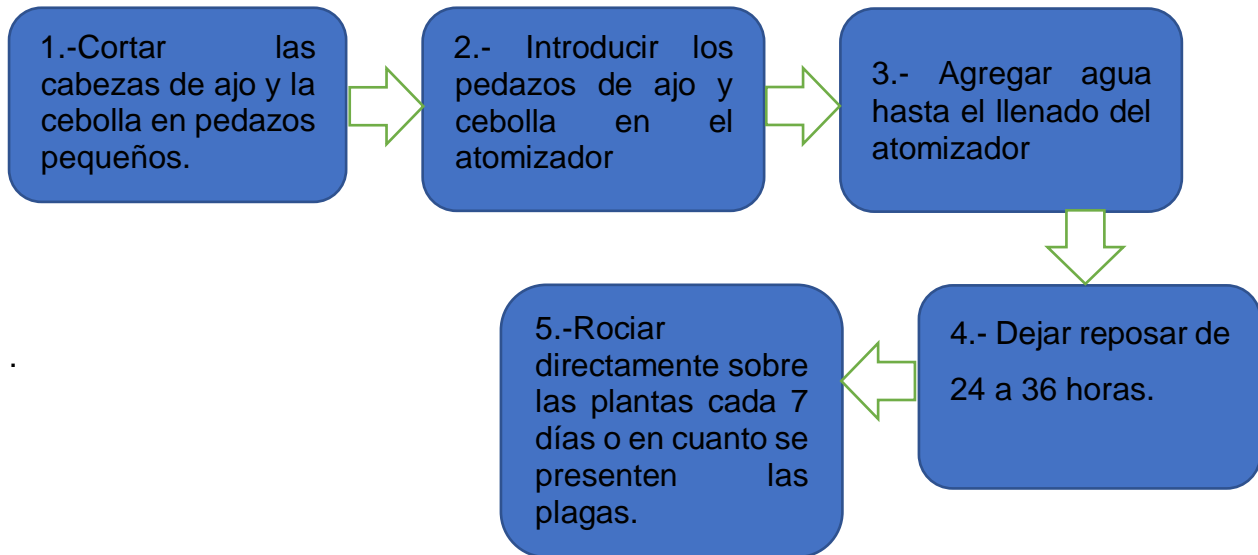 1.-Cortar las
cabezas de ajo y la
cebolla en pedazos
pequeños.
2.- Introducir los
pedazos de ajo y
cebolla en el
atomizador
3.- Agregar agua
hasta el llenado del
atomizador
4.- Dejar reposar de
24 a 36 horas.
5.-Rociar
directamente sobre
las plantas cada 7
días o en cuanto se
presenten las
plagas.
.